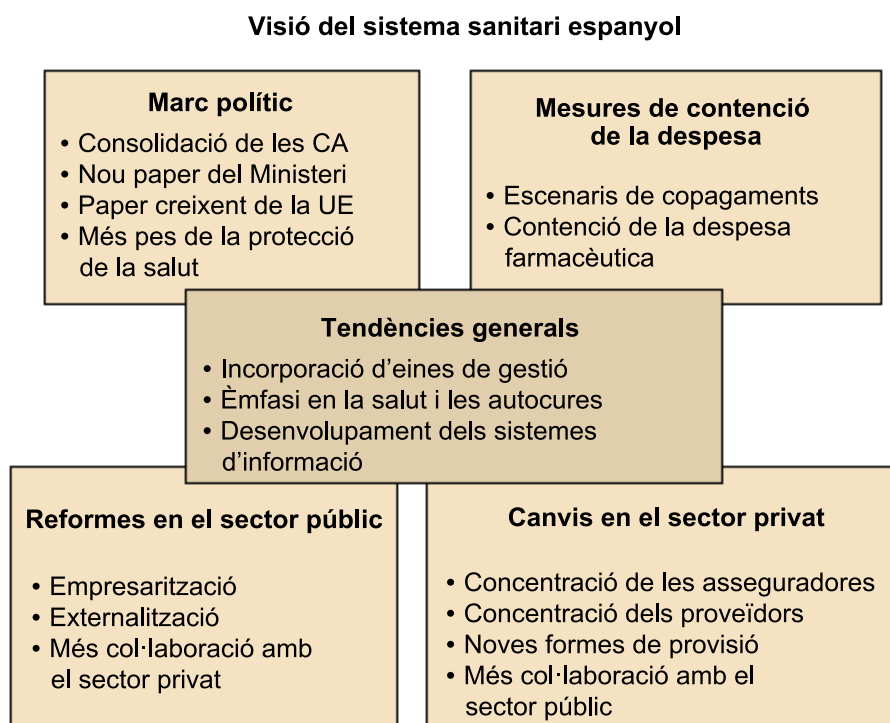 Visió del sistema sanitari espanyol
Marc polític
• Consolidació de les CA
• Nou paper del Ministeri
• Paper creixent de la UE
• Més pes de la protecció
de la salut
Mesures de contenció
de la despesa
• Escenaris de copagaments
• Contenció de la despesa
farmacèutica
Tendències generals
• Incorporació d’eines de gestió
• Èmfasi en la salut i les autocures
• Desenvolupament dels sistemes
d’informació
Reformes en el sector públic
• Empresarització
• Externalització
• Més col·laboració amb
el sector privat
Canvis en el sector privat
• Concentració de les asseguradores
• Concentració dels proveïdors
• Noves formes de provisió
• Més col·laboració amb el
sector públic